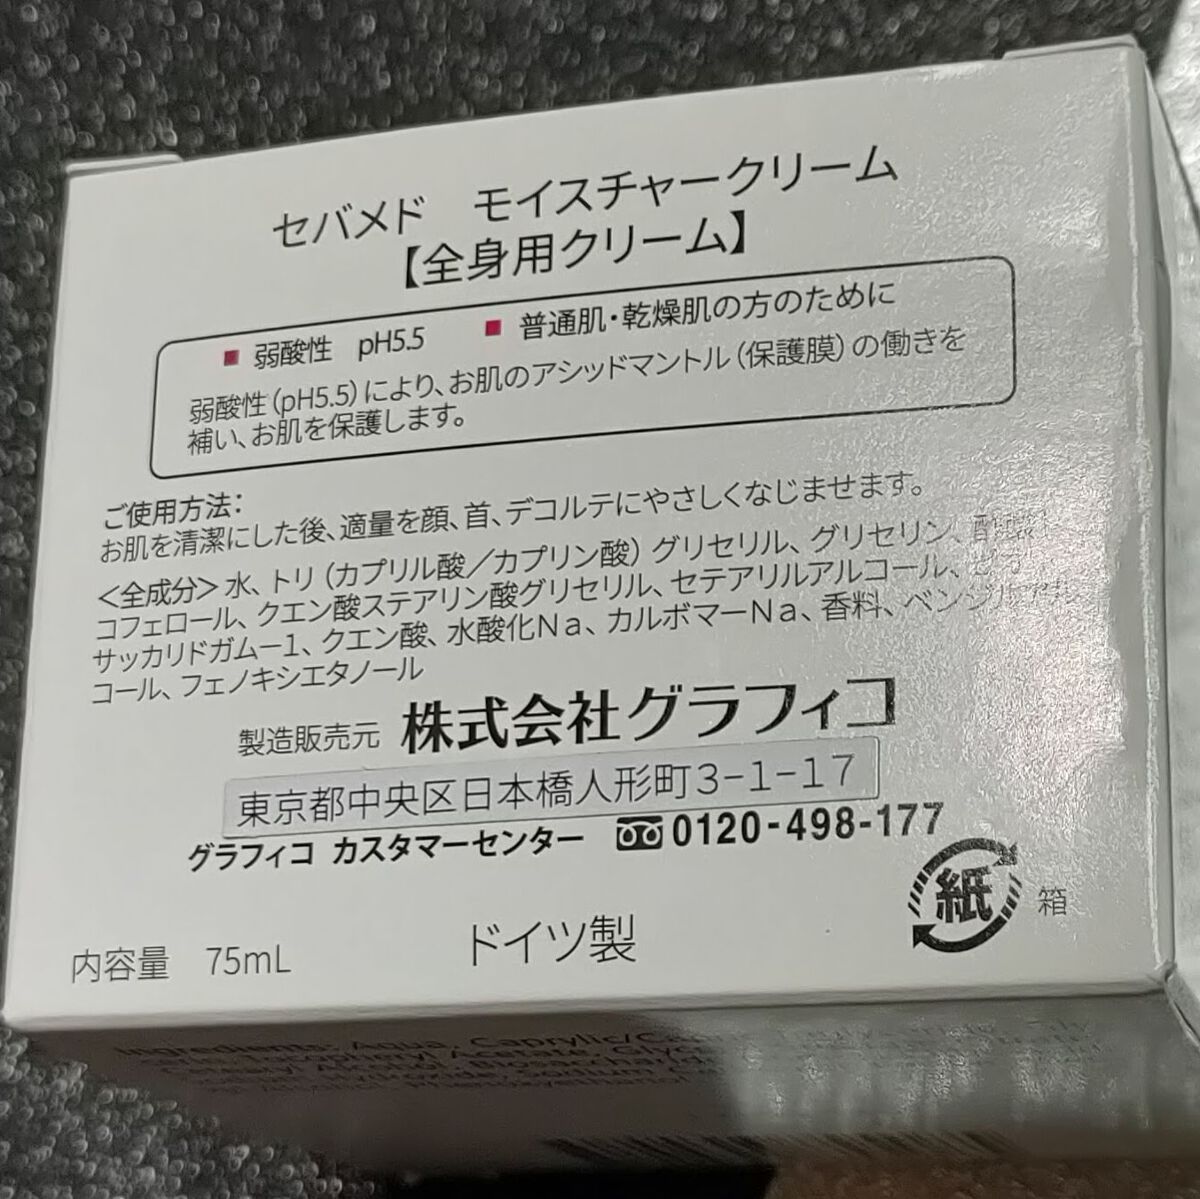 セバメド　モイスチャークリーム
【全身用クリーム】
■ 弱酸性　pH5.5　■ 普通肌・乾燥肌の方のために
弱酸性（pH5.5）により、お肌のアシッドマントル（保護膜）の働きを
補い、お肌を保護します。
ご使用方法：
お肌を清潔にした後、適量を顔、首、デコルテにやさしくなじませます。
＜全成分＞水、トリ（カプリル酸／カプリン酸）グリセリル、グリセリン、
コフェロール、クエン酸ステアリン酸グリセリル、セテアリルアルコール、
サッカリドガム－1、クエン酸、水酸化Ｎａ、カルボマーＮａ、香料、ベンジルアル
コール、フェノキシエタノール
製造販売元 株式会社グラフィコ
東京都中央区日本橋人形町３−１−１７
グラフィコ カスタマーセンター 0120-498-177
紙 箱
内容量　75mL　ドイツ製
Ingredients: Aqua,